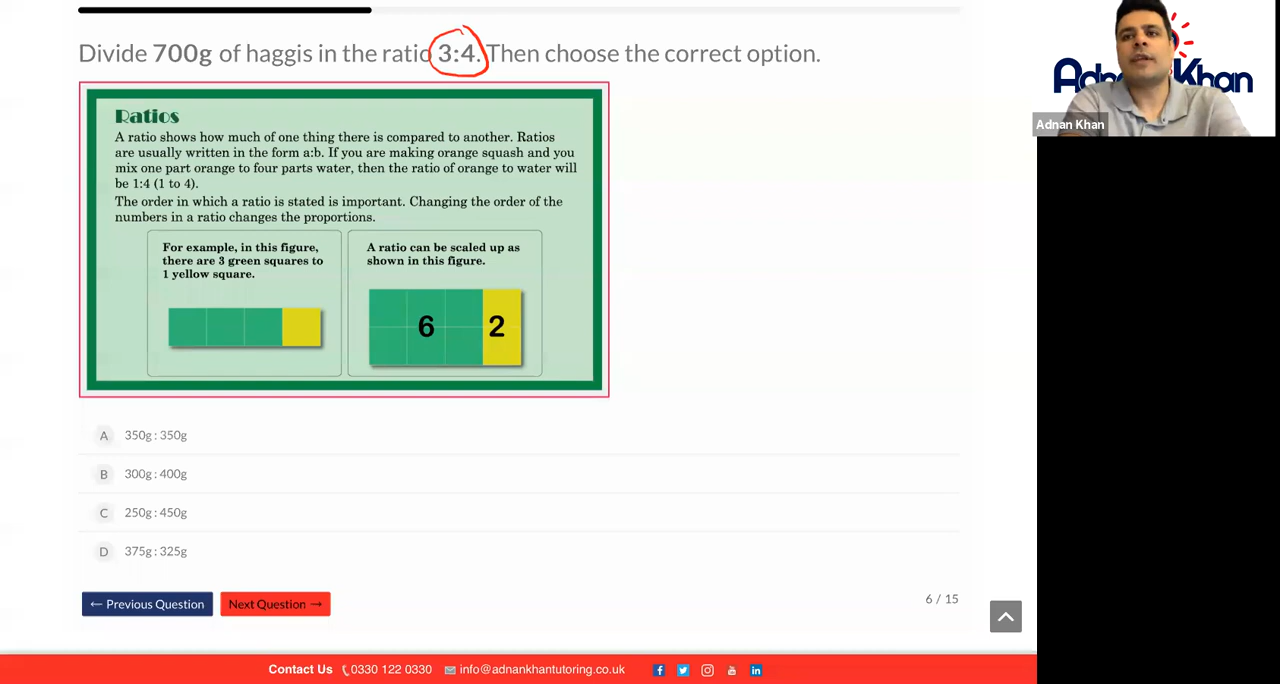 Divide 700g of haggis in the ratio 3:4. Then choose the correct option.
Ratios
A ratio shows how much of one thing there is compared to another. Ratios
are usually written in the form a:b. If you are making orange squash and you
mix one part orange to four parts water, then the ratio of orange to water will
be 1:4 (1 to 4).
The order in which a ratio is stated is important. Changing the order of the
numbers in a ratio changes the proportions.
For example, in this figure,
there are 3 green squares to
1 yellow square.
A ratio can be scaled up as
shown in this figure.
6 2
A 350g : 350g
B 300g : 400g
C 250g : 450g
D 375g : 325g
← Previous Question
Next Question →
6 / 15
Contact Us 0330 122 0330 info@adnankhantutoring.co.uk
Adnan Khan